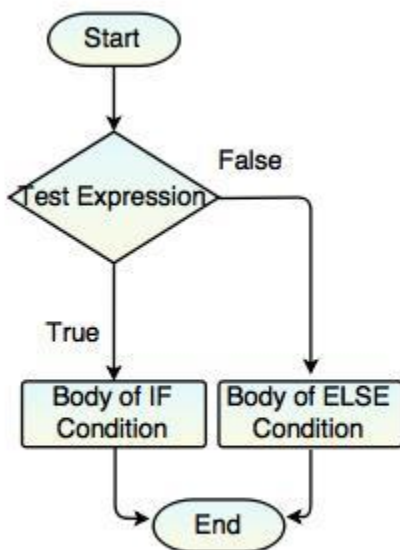 Start
False
Test Expression
True
Body of IF
Condition
Body of ELSE
Condition
End